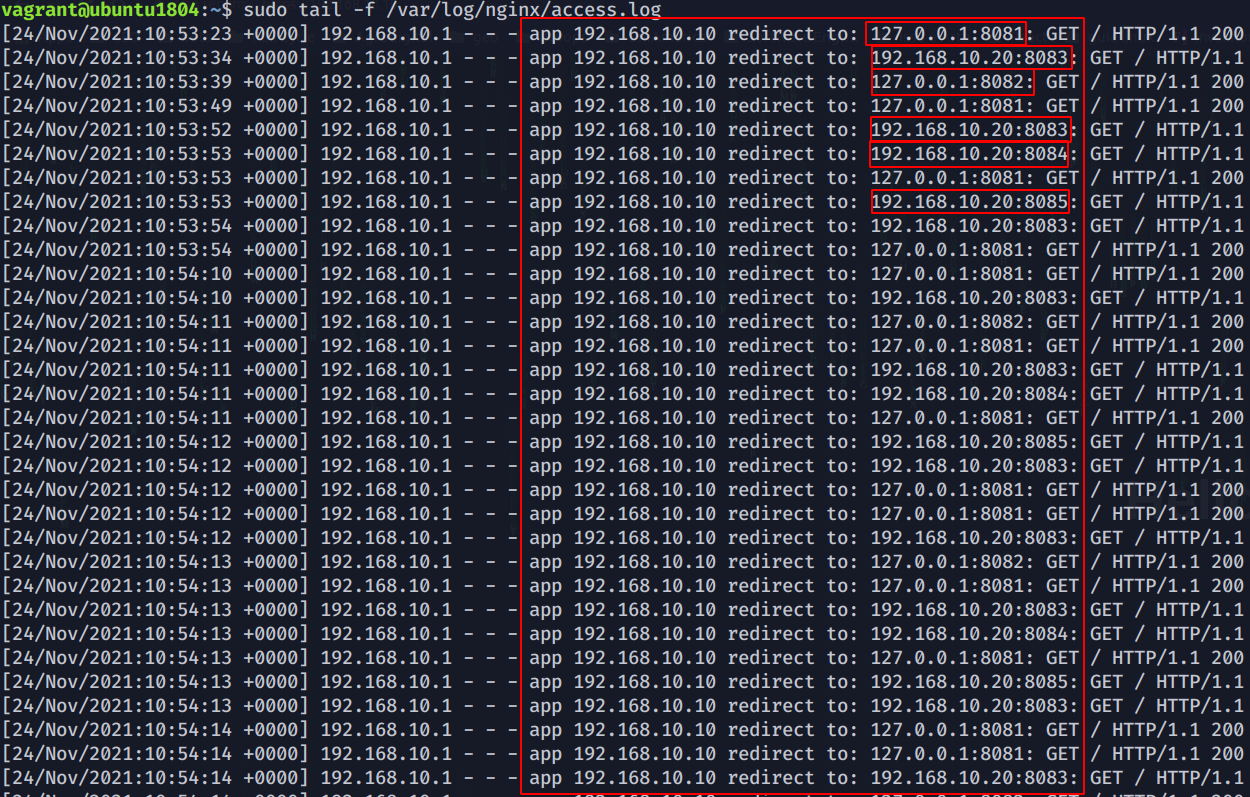 vagrant@ubuntu1804:~$ sudo tail -f /var/log/nginx/access.log
[24/Nov/2021:10:53:23 +0000] 192.168.10.1 - - - app 192.168.10.10 redirect to: 127.0.0.1:8081: GET / HTTP/1.1 200
[24/Nov/2021:10:53:34 +0000] 192.168.10.1 - - - app 192.168.10.10 redirect to: 192.168.10.20:8083: GET / HTTP/1.1
[24/Nov/2021:10:53:39 +0000] 192.168.10.1 - - - app 192.168.10.10 redirect to: 127.0.0.1:8082: GET / HTTP/1.1 200
[24/Nov/2021:10:53:49 +0000] 192.168.10.1 - - - app 192.168.10.10 redirect to: 127.0.0.1:8081: GET / HTTP/1.1 200
[24/Nov/2021:10:53:52 +0000] 192.168.10.1 - - - app 192.168.10.10 redirect to: 192.168.10.20:8083: GET / HTTP/1.1
[24/Nov/2021:10:53:53 +0000] 192.168.10.1 - - - app 192.168.10.10 redirect to: 192.168.10.20:8084: GET / HTTP/1.1
[24/Nov/2021:10:53:53 +0000] 192.168.10.1 - - - app 192.168.10.10 redirect to: 127.0.0.1:8081: GET / HTTP/1.1 200
[24/Nov/2021:10:53:53 +0000] 192.168.10.1 - - - app 192.168.10.10 redirect to: 192.168.10.20:8085: GET / HTTP/1.1
[24/Nov/2021:10:53:54 +0000] 192.168.10.1 - - - app 192.168.10.10 redirect to: 192.168.10.20:8083: GET / HTTP/1.1
[24/Nov/2021:10:53:54 +0000] 192.168.10.1 - - - app 192.168.10.10 redirect to: 127.0.0.1:8081: GET / HTTP/1.1 200
[24/Nov/2021:10:54:10 +0000] 192.168.10.1 - - - app 192.168.10.10 redirect to: 127.0.0.1:8081: GET / HTTP/1.1 200
[24/Nov/2021:10:54:10 +0000] 192.168.10.1 - - - app 192.168.10.10 redirect to: 192.168.10.20:8083: GET / HTTP/1.1
[24/Nov/2021:10:54:11 +0000] 192.168.10.1 - - - app 192.168.10.10 redirect to: 127.0.0.1:8082: GET / HTTP/1.1 200
[24/Nov/2021:10:54:11 +0000] 192.168.10.1 - - - app 192.168.10.10 redirect to: 127.0.0.1:8081: GET / HTTP/1.1 200
[24/Nov/2021:10:54:11 +0000] 192.168.10.1 - - - app 192.168.10.10 redirect to: 192.168.10.20:8083: GET / HTTP/1.1
[24/Nov/2021:10:54:11 +0000] 192.168.10.1 - - - app 192.168.10.10 redirect to: 192.168.10.20:8084: GET / HTTP/1.1
[24/Nov/2021:10:54:11 +0000] 192.168.10.1 - - - app 192.168.10.10 redirect to: 127.0.0.1:8081: GET / HTTP/1.1 200
[24/Nov/2021:10:54:12 +0000] 192.168.10.1 - - - app 192.168.10.10 redirect to: 192.168.10.20:8085: GET / HTTP/1.1
[24/Nov/2021:10:54:12 +0000] 192.168.10.1 - - - app 192.168.10.10 redirect to: 192.168.10.20:8083: GET / HTTP/1.1
[24/Nov/2021:10:54:12 +0000] 192.168.10.1 - - - app 192.168.10.10 redirect to: 127.0.0.1:8081: GET / HTTP/1.1 200
[24/Nov/2021:10:54:12 +0000] 192.168.10.1 - - - app 192.168.10.10 redirect to: 127.0.0.1:8081: GET / HTTP/1.1 200
[24/Nov/2021:10:54:12 +0000] 192.168.10.1 - - - app 192.168.10.10 redirect to: 192.168.10.20:8083: GET / HTTP/1.1
[24/Nov/2021:10:54:13 +0000] 192.168.10.1 - - - app 192.168.10.10 redirect to: 127.0.0.1:8082: GET / HTTP/1.1 200
[24/Nov/2021:10:54:13 +0000] 192.168.10.1 - - - app 192.168.10.10 redirect to: 127.0.0.1:8081: GET / HTTP/1.1 200
[24/Nov/2021:10:54:13 +0000] 192.168.10.1 - - - app 192.168.10.10 redirect to: 192.168.10.20:8083: GET / HTTP/1.1
[24/Nov/2021:10:54:13 +0000] 192.168.10.1 - - - app 192.168.10.10 redirect to: 192.168.10.20:8084: GET / HTTP/1.1
[24/Nov/2021:10:54:13 +0000] 192.168.10.1 - - - app 192.168.10.10 redirect to: 127.0.0.1:8081: GET / HTTP/1.1 200
[24/Nov/2021:10:54:13 +0000] 192.168.10.1 - - - app 192.168.10.10 redirect to: 192.168.10.20:8085: GET / HTTP/1.1
[24/Nov/2021:10:54:13 +0000] 192.168.10.1 - - - app 192.168.10.10 redirect to: 192.168.10.20:8083: GET / HTTP/1.1
[24/Nov/2021:10:54:14 +0000] 192.168.10.1 - - - app 192.168.10.10 redirect to: 127.0.0.1:8081: GET / HTTP/1.1 200
[24/Nov/2021:10:54:14 +0000] 192.168.10.1 - - - app 192.168.10.10 redirect to: 127.0.0.1:8081: GET / HTTP/1.1 200
[24/Nov/2021:10:54:14 +0000] 192.168.10.1 - - - app 192.168.10.10 redirect to: 192.168.10.20:8083: GET / HTTP/1.1